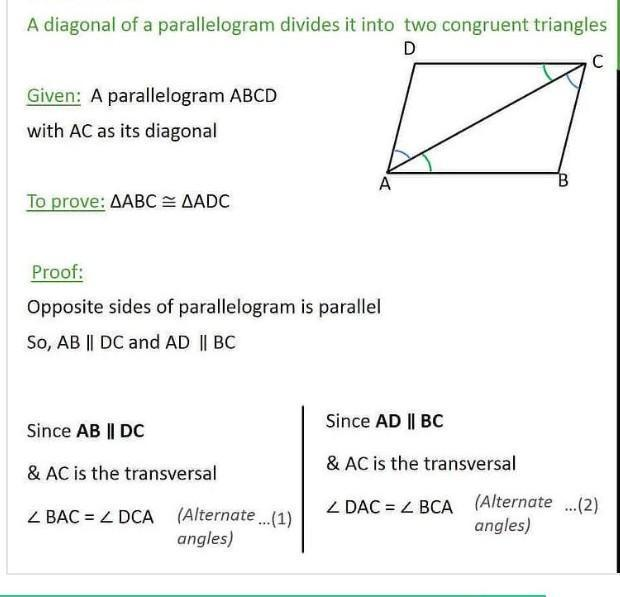 A diagonal of a parallelogram divides it into two congruent triangles
D
C
Given: A parallelogram ABCD
with AC as its diagonal
A
B
To prove: ∆ABC ≅ ∆ADC
Proof:
Opposite sides of parallelogram is parallel
So, AB || DC and AD || BC
Since AB || DC
& AC is the transversal
∠ BAC = ∠ DCA (Alternate ...(1)
angles)
Since AD || BC
& AC is the transversal
∠ DAC = ∠ BCA (Alternate ...(2)
angles)